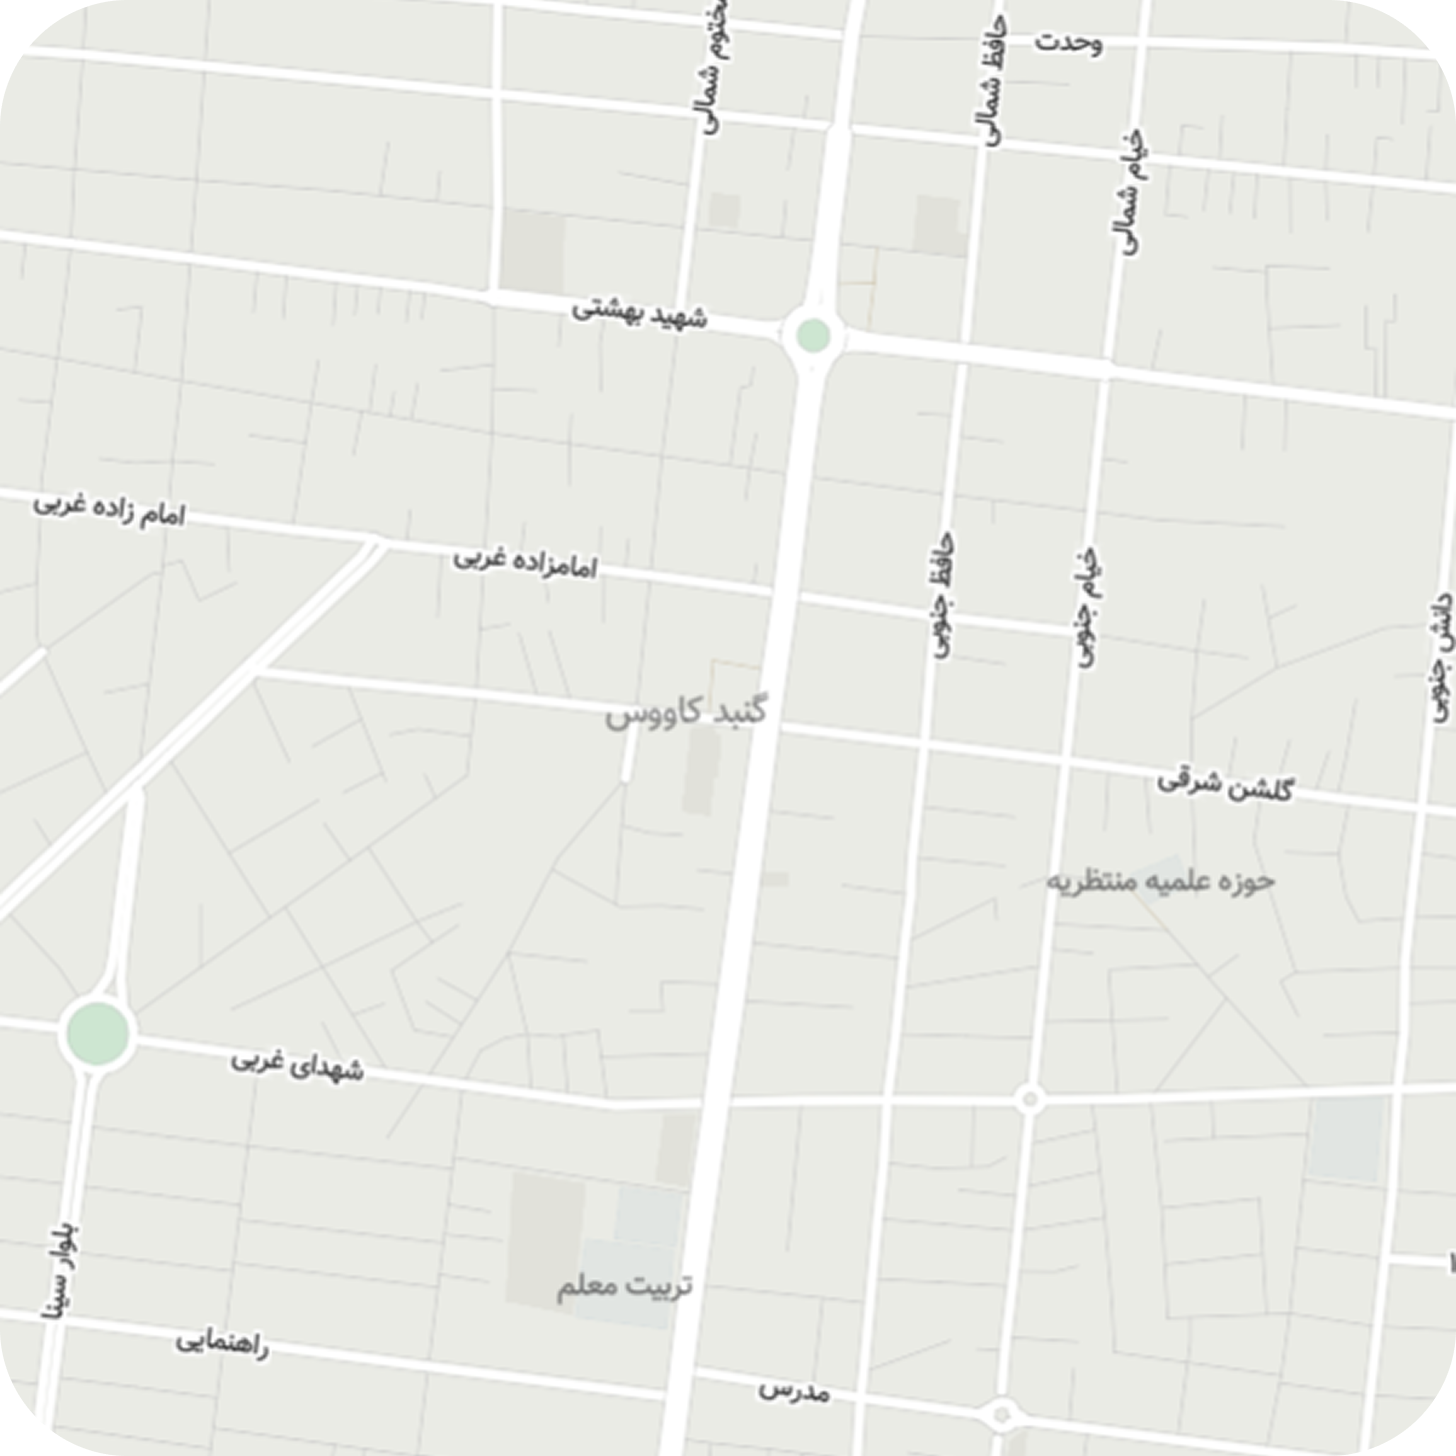 مختوم شمالی
حافظ شمالی
وحدت
خیام شمالی
شهید بهشتی
امام زاده غربی
امامزاده غربی
حافظ جنوبی
خیام جنوبی
دانش جنوبی
گنبد کاووس
گلشن شرقی
حوزه علمیه منتظریه
شهدای غربی
بلوار سینا
تربیت معلم
راهنمایی
مدرس